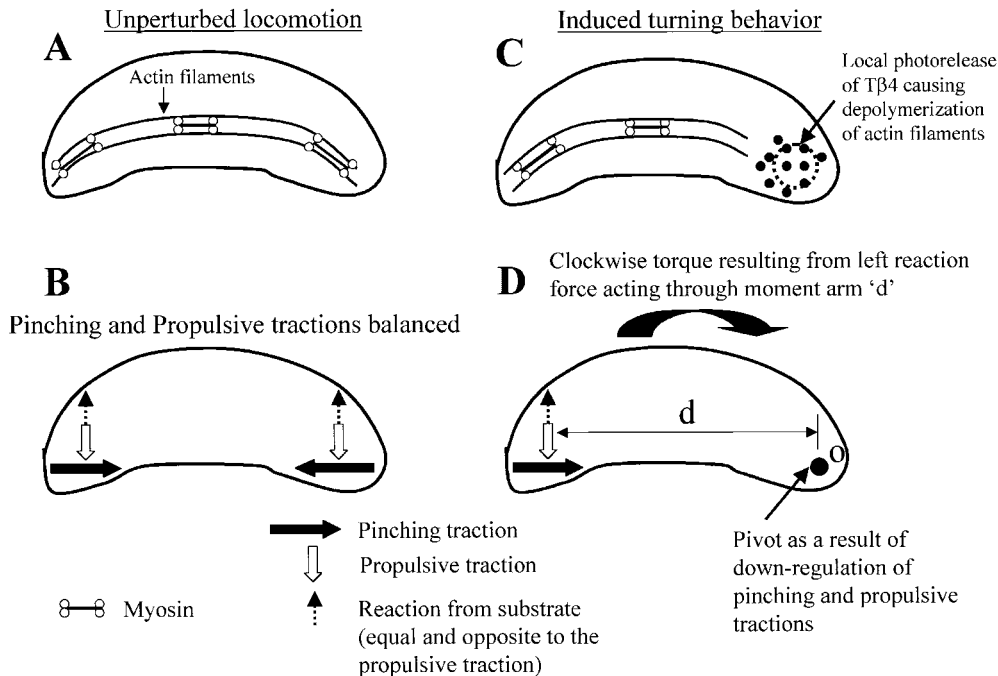 Unperturbed locomotion
A
Actin filaments
Induced turning behavior
C
Local photorelease
of Tβ4 causing
depolymerization
of actin filaments
B
Pinching and Propulsive tractions balanced
D
Clockwise torque resulting from left reaction
force acting through moment arm ‘d’
d
O
Pivot as a result of
down-regulation of
pinching and propulsive
tractions
Pinching traction
Propulsive traction
Myosin
Reaction from substrate
(equal and opposite to the
propulsive traction)